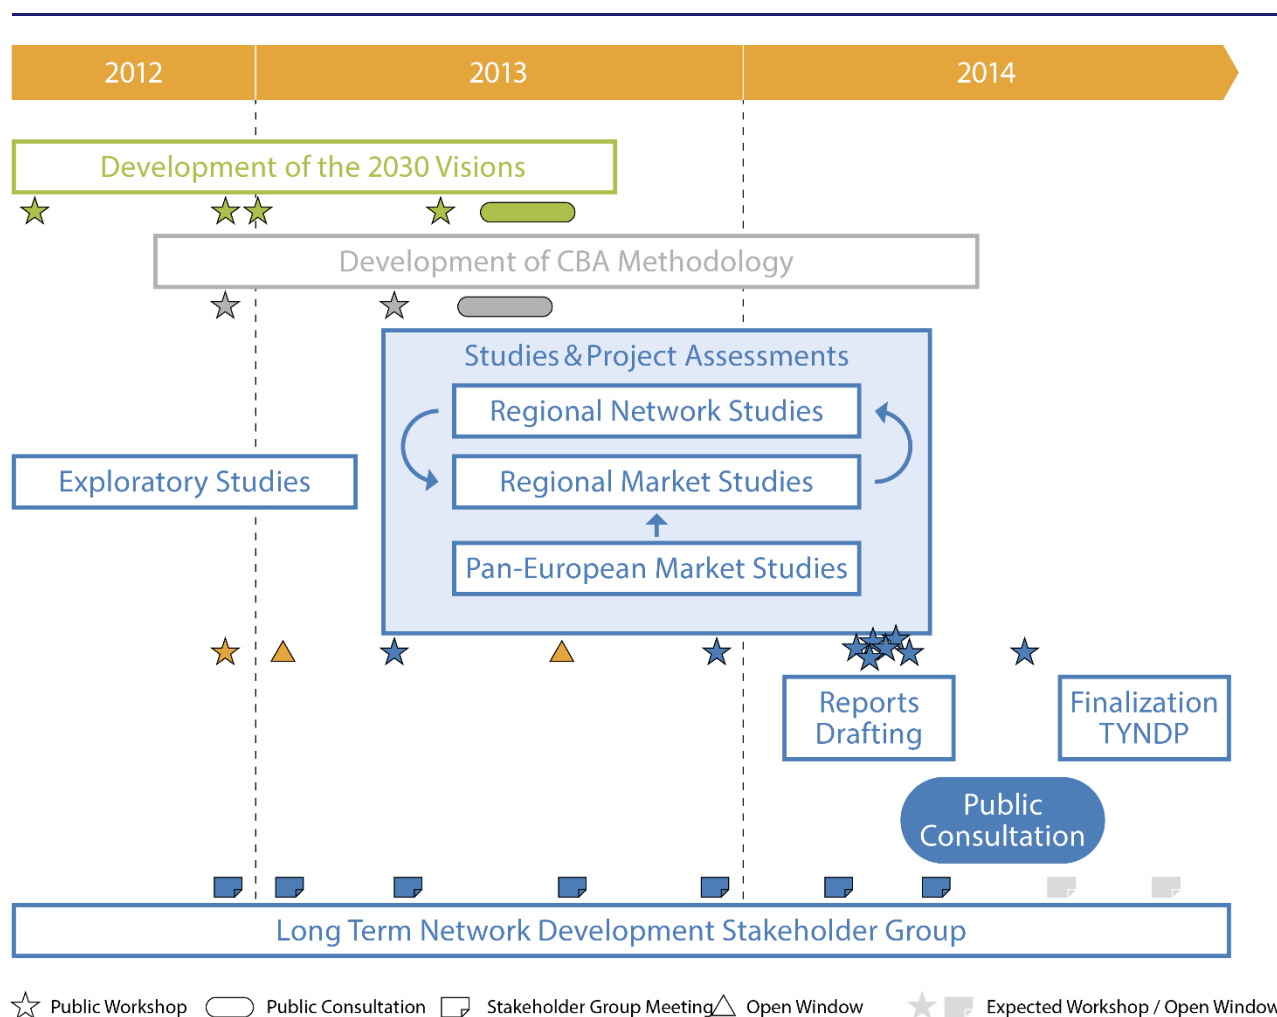 2012
2013
2014
Development of the 2030 Visions
Development of CBA Methodology
Studies & Project Assessments
Regional Network Studies
Exploratory Studies
Regional Market Studies
Pan-European Market Studies
Reports
Drafting
Finalization
TYNDP
Public
Consultation
Long Term Network Development Stakeholder Group
Public Workshop
Public Consultation
Stakeholder Group Meeting
Open Window
Expected Workshop / Open Window